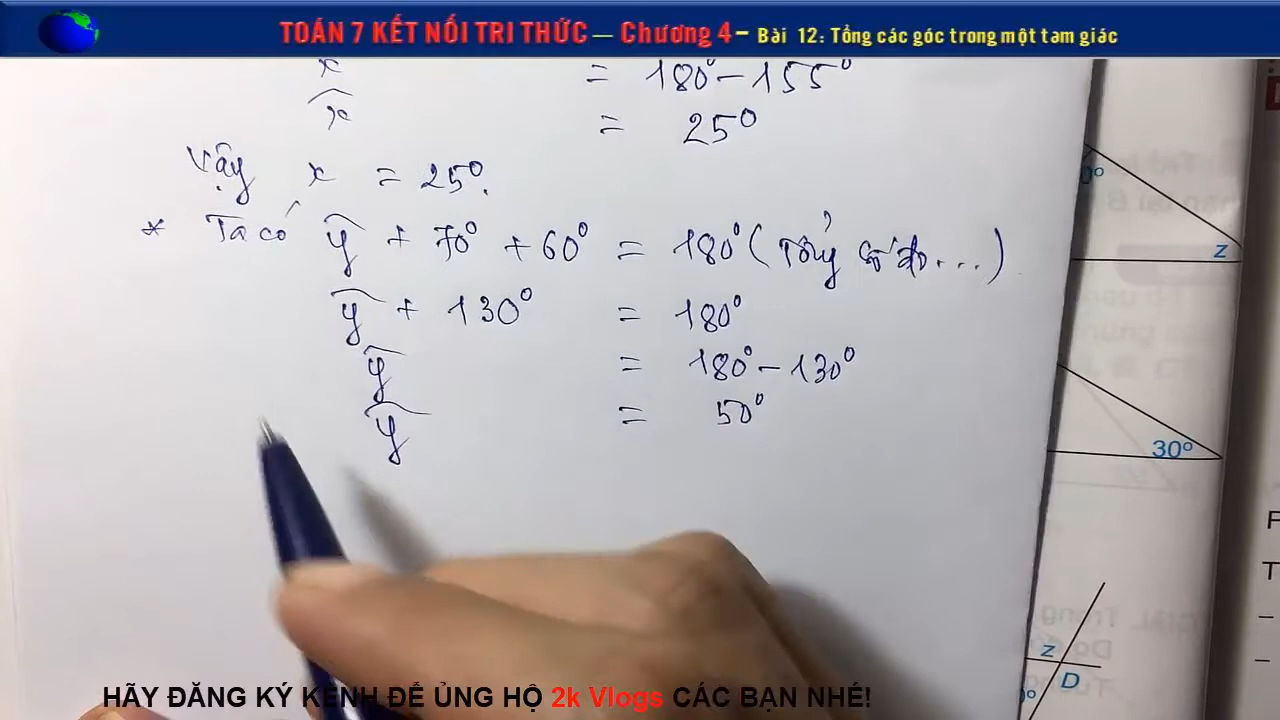 TOÁN 7 KẾT NỐI TRI THỨC — Chương 4 - Bài 12: Tổng các góc trong một tam giác
x = 180° - 155°
x = 25°
Vậy x = 25°.
* Ta có y + 70° + 60° = 180° (Tổng số đo...)
y + 130° = 180°
y = 180° - 130°
y = 50°
z
30°
z
D
HÃY ĐĂNG KÝ KÊNH ĐỂ ỦNG HỘ 2k Vlogs CÁC BẠN NHÉ!